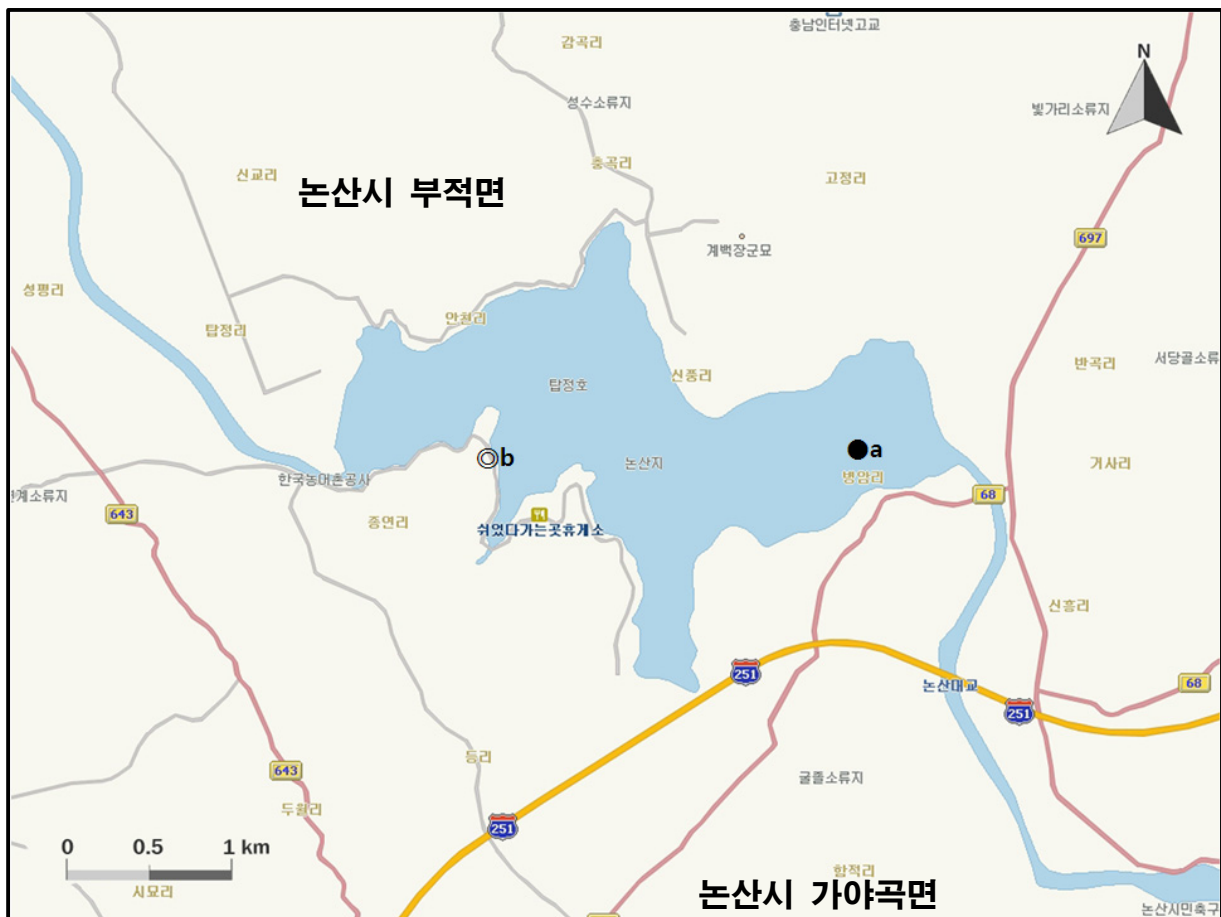 충남인터넷고교
감곡리
N
성수소류지
빛가리소류지
충곡리
신교리
고정리
논산시 부적면
697
계백장군묘
성평리
안천리
탑정리
반곡리
서당골소류
신풍리
탑정호
a
b
논산지
병암리
거사리
한국농어촌공사
68
643
종연리
쉬었다가는곳휴게소
신흥리
251
논산대교
68
251
등리
643
굴졸소류지
두월리
251
0 0.5 1 km
함적리
시묘리
논산시 가야곡면
논산시민축구